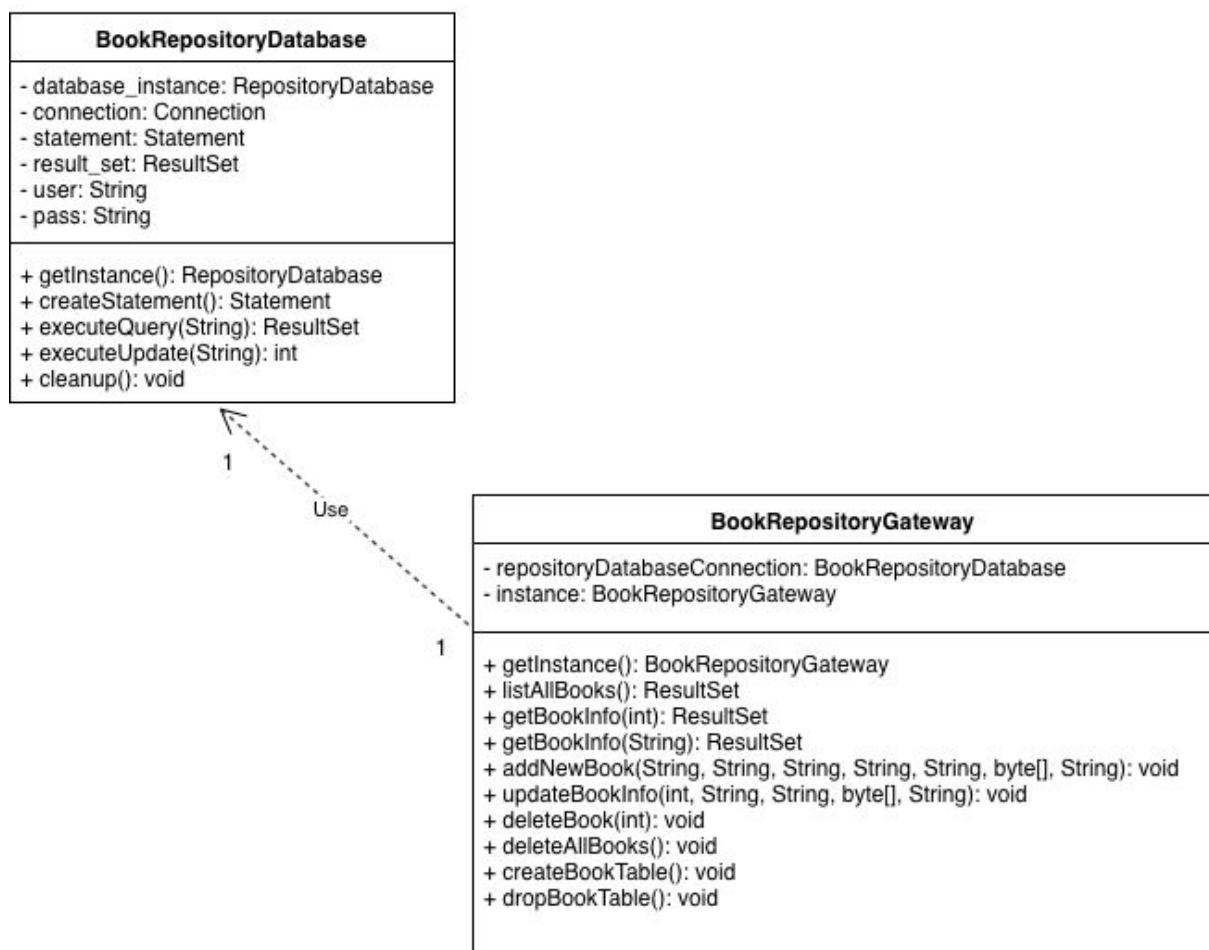 BookRepositoryDatabase
- database_instance: RepositoryDatabase
- connection: Connection
- statement: Statement
- result_set: ResultSet
- user: String
- pass: String
+ getInstance(): RepositoryDatabase
+ createStatement(): Statement
+ executeQuery(String): ResultSet
+ executeUpdate(String): int
+ cleanup(): void
1
Use
1
BookRepositoryGateway
- repositoryDatabaseConnection: BookRepositoryDatabase
- instance: BookRepositoryGateway
+ getInstance(): BookRepositoryGateway
+ listAllBooks(): ResultSet
+ getBookInfo(int): ResultSet
+ getBookInfo(String): ResultSet
+ addNewBook(String, String, String, String, String, byte[], String): void
+ updateBookInfo(int, String, String, byte[], String): void
+ deleteBook(int): void
+ deleteAllBooks(): void
+ createBookTable(): void
+ dropBookTable(): void